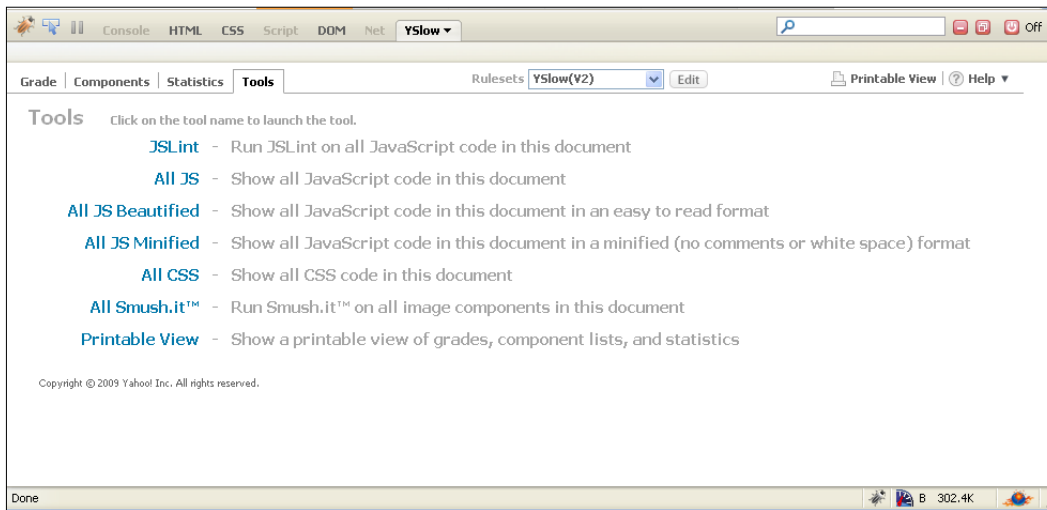 Console HTML CSS Script DOM Net YSlow Off
Grade Components Statistics Tools Rulesets YSlow(V2) Edit Printable View Help
Tools Click on the tool name to launch the tool.
JSLint - Run JSLint on all JavaScript code in this document
All JS - Show all JavaScript code in this document
All JS Beautified - Show all JavaScript code in this document in an easy to read format
All JS Minified - Show all JavaScript code in this document in a minified (no comments or white space) format
All CSS - Show all CSS code in this document
All Smush.it™ - Run Smush.it™ on all image components in this document
Printable View - Show a printable view of grades, component lists, and statistics
Copyright © 2009 Yahoo! Inc. All rights reserved.
Done B 302.4K